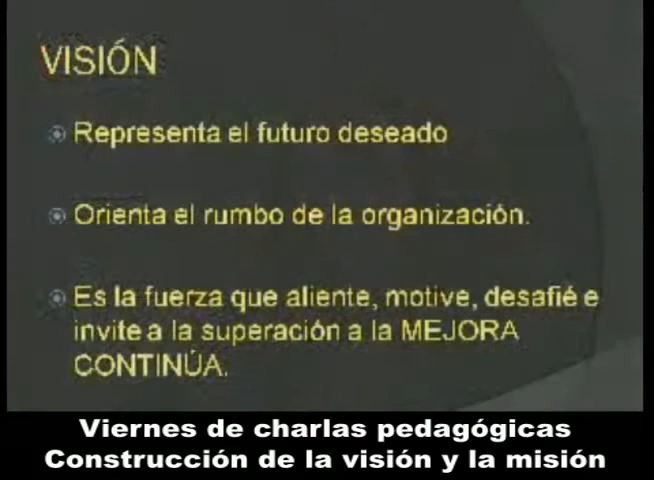 VISIÓN
Representa el futuro deseado
Orienta el rumbo de la organización.
Es la fuerza que aliente, motive, desafié e
invite a la superación a la MEJORA
CONTINÚA.
Viernes de charlas pedagógicas
Construcción de la visión y la misión